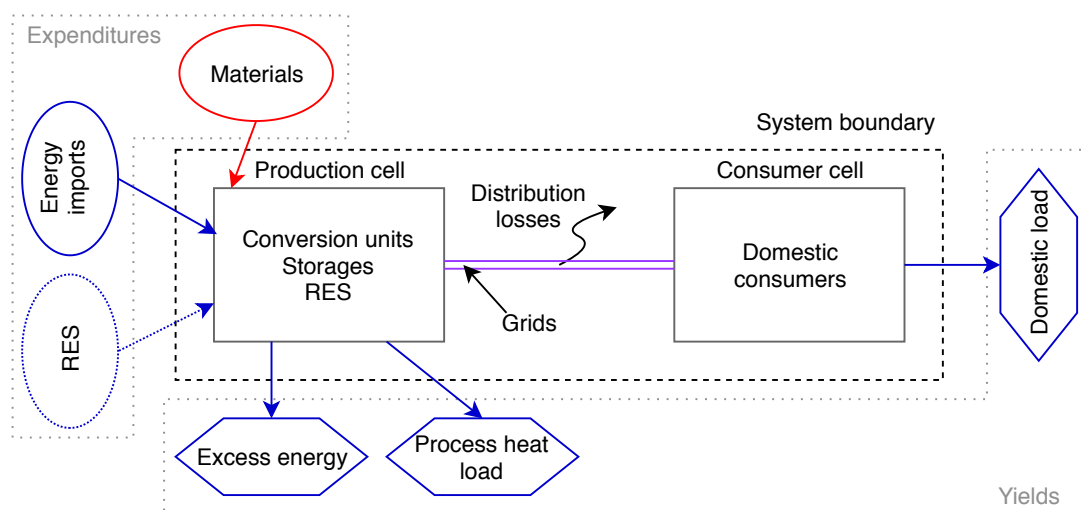 Expenditures
Materials
System boundary
Energy
imports
Production cell
Consumer cell
Distribution
losses
Conversion units
Storages
RES
Domestic
consumers
Domestic load
Grids
RES
Excess energy
Process heat
load
Yields